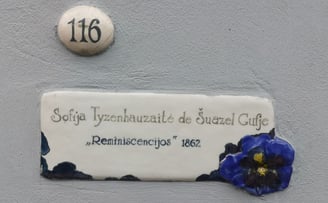 116
Sofija Tyzenhauzaitė de Šuazel Gufje
„Reminiscencijos" 1862